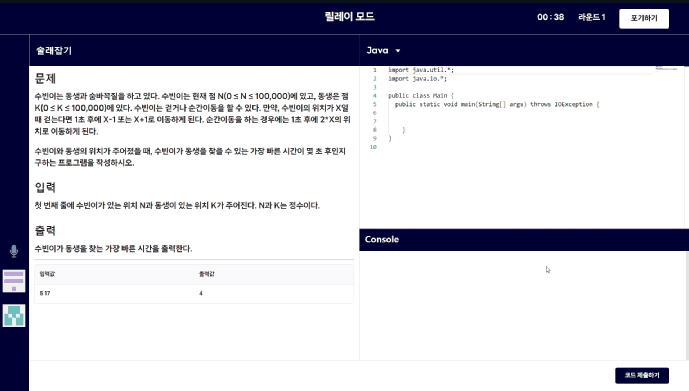 릴레이 모드
00 : 38
라운드 1
포기하기
술래잡기
Java
문제
수빈이는 동생과 숨바꼭질을 하고 있다. 수빈이는 현재 점 N(0 ≤ N ≤ 100,000)에 있고, 동생은 점
K(0 ≤ K ≤ 100,000)에 있다. 수빈이는 걷거나 순간이동을 할 수 있다. 만약, 수빈이의 위치가 X일
때 걷는다면 1초 후에 X-1 또는 X+1로 이동하게 된다. 순간이동을 하는 경우에는 1초 후에 2*X의 위
치로 이동하게 된다.
수빈이와 동생의 위치가 주어졌을 때, 수빈이가 동생을 찾을 수 있는 가장 빠른 시간이 몇 초 후인지
구하는 프로그램을 작성하시오.
입력
첫 번째 줄에 수빈이가 있는 위치 N과 동생이 있는 위치 K가 주어진다. N과 K는 정수이다.
출력
수빈이가 동생을 찾는 가장 빠른 시간을 출력한다.
입력값 출력값
5 17 4
1 import java.util.*;
2 import java.io.*;
3
4 public class Main {
5 public static void main(String[] args) throws IOException {
6
7
8 }
9 }
10
Console
코드 제출하기